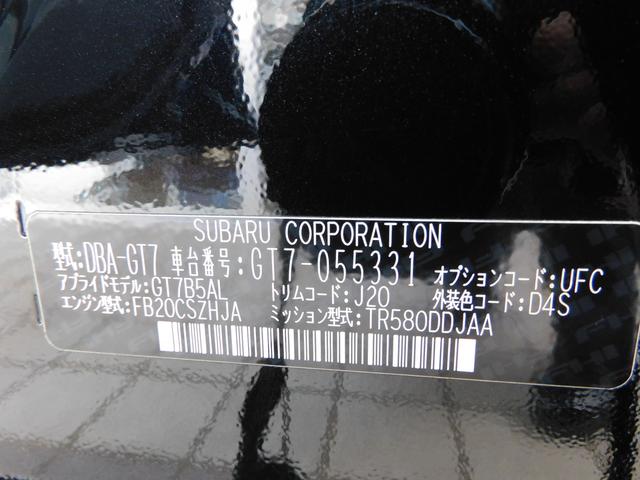 SUBARU CORPORATION
型式:DBA-GT7 車台番号:GT7-055331 オプションコード:UFC
アプライドモデル:GT7B5AL トリムコード:J20 外装色コード:D4S
エンジン型式:FB20CSZHJA ミッション型式:TR580DDJAA